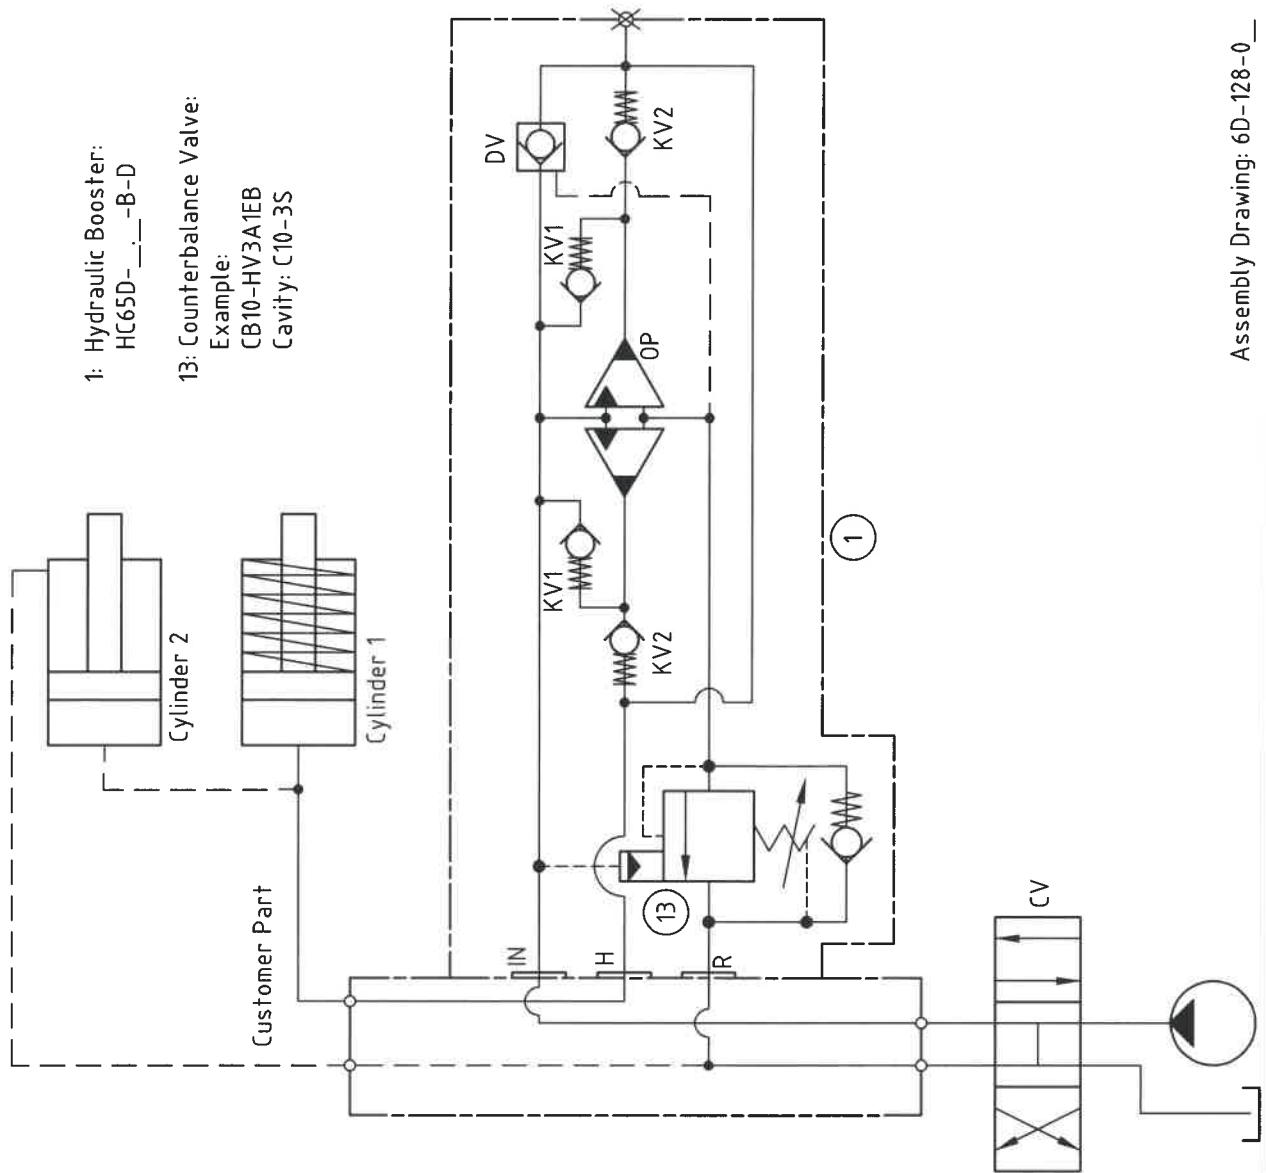 1: Hydraulic Booster:
HC65D-__;__-B-D
13: Counterbalance Valve:
Example:
CB10-HV3A1EB
Cavity: C10-3S
Cylinder 2
Cylinder 1
Customer Part
DV
KV2
KV1
OP
KV1
KV2
1
13
IN
H
R
CV
Assembly Drawing: 6D-128-0__